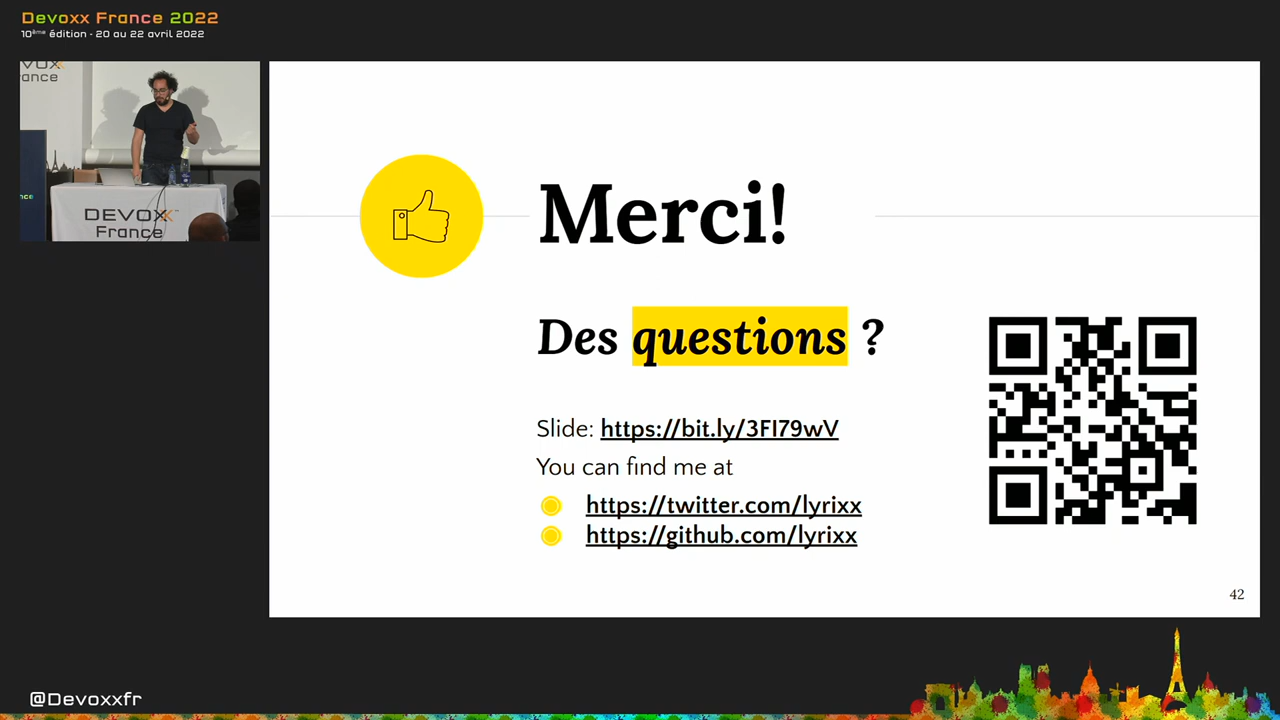 Devoxx France 2022
10ème édition - 20 au 22 avril 2022
DEVOXX
France
Merci!
Des questions ?
Slide: https://bit.ly/3FI79wV
You can find me at
https://twitter.com/lyrixx
https://github.com/lyrixx
42
@Devoxxfr